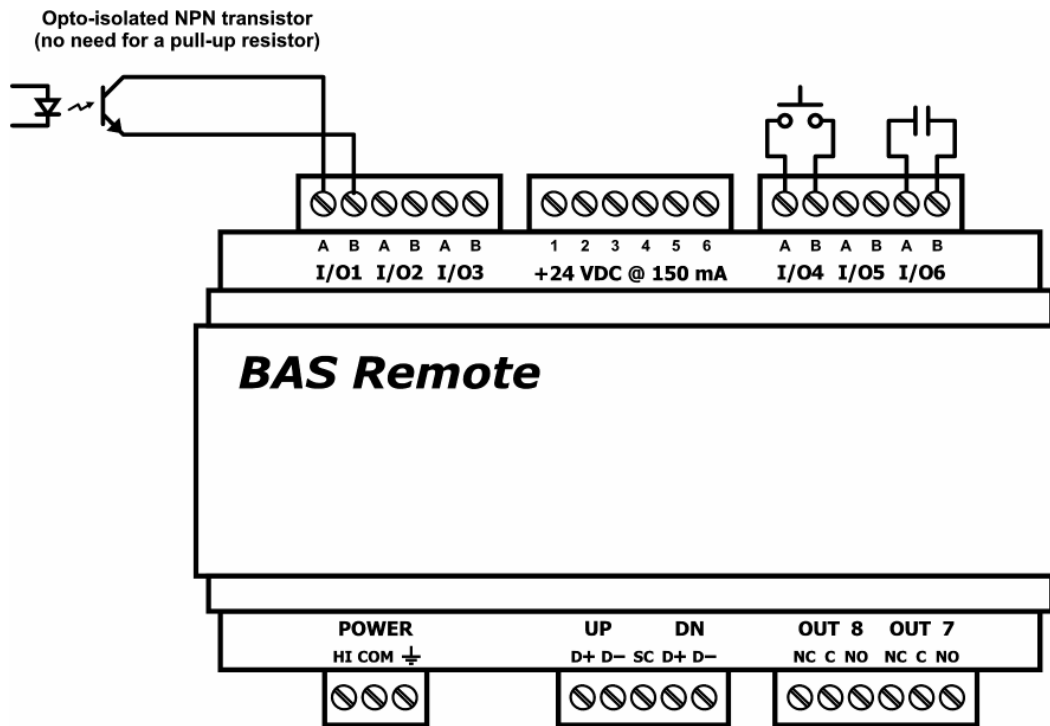 Opto-isolated NPN transistor
(no need for a pull-up resistor)
A B A B A B
I/O1 I/O2 I/O3
1 2 3 4 5 6
+24 VDC @ 150 mA
A B A B A B
I/O4 I/O5 I/O6
BAS Remote
POWER
HI COM ⏚
UP DN
D+ D− SC D+ D−
OUT 8 OUT 7
NC C NO NC C NO